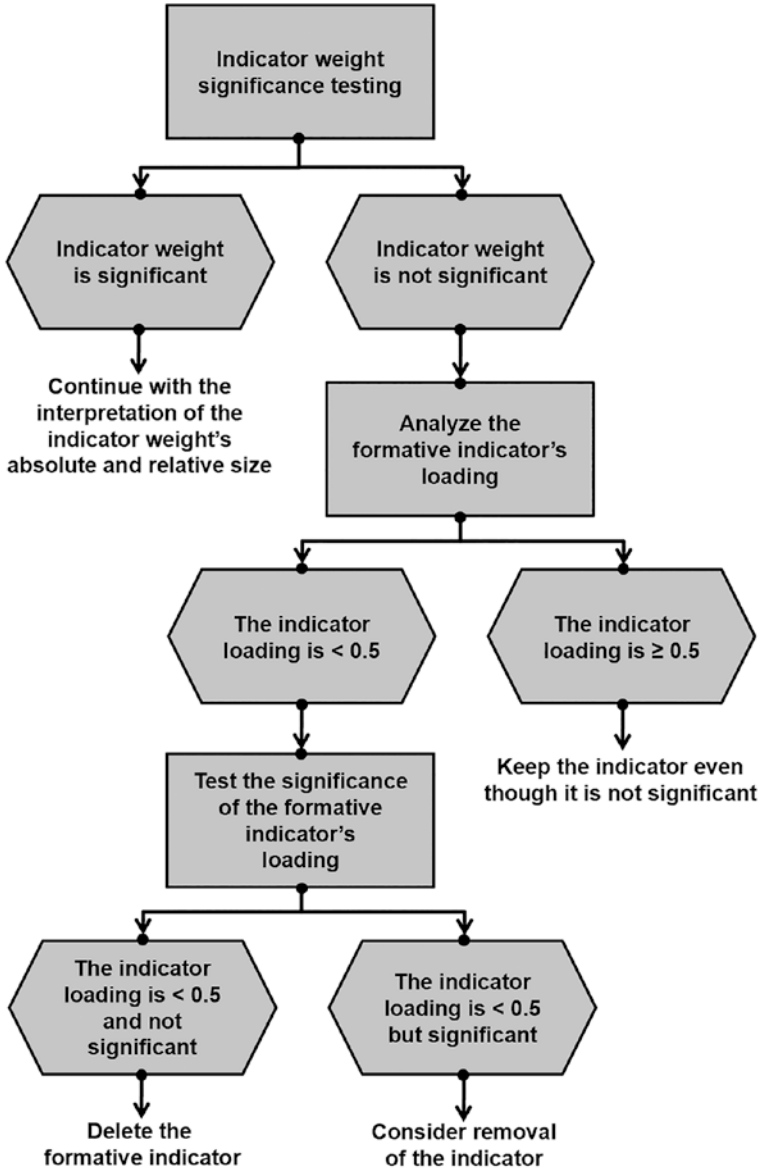 Indicator weight
significance testing
Indicator weight
is significant
Indicator weight
is not significant
Continue with the
interpretation of the
indicator weight's
absolute and relative size
Analyze the
formative indicator's
loading
The indicator
loading is < 0.5
The indicator
loading is ≥ 0.5
Test the significance
of the formative
indicator's
loading
Keep the indicator even
though it is not significant
The indicator
loading is < 0.5
and not
significant
The indicator
loading is < 0.5
but significant
Delete the
formative indicator
Consider removal
of the indicator